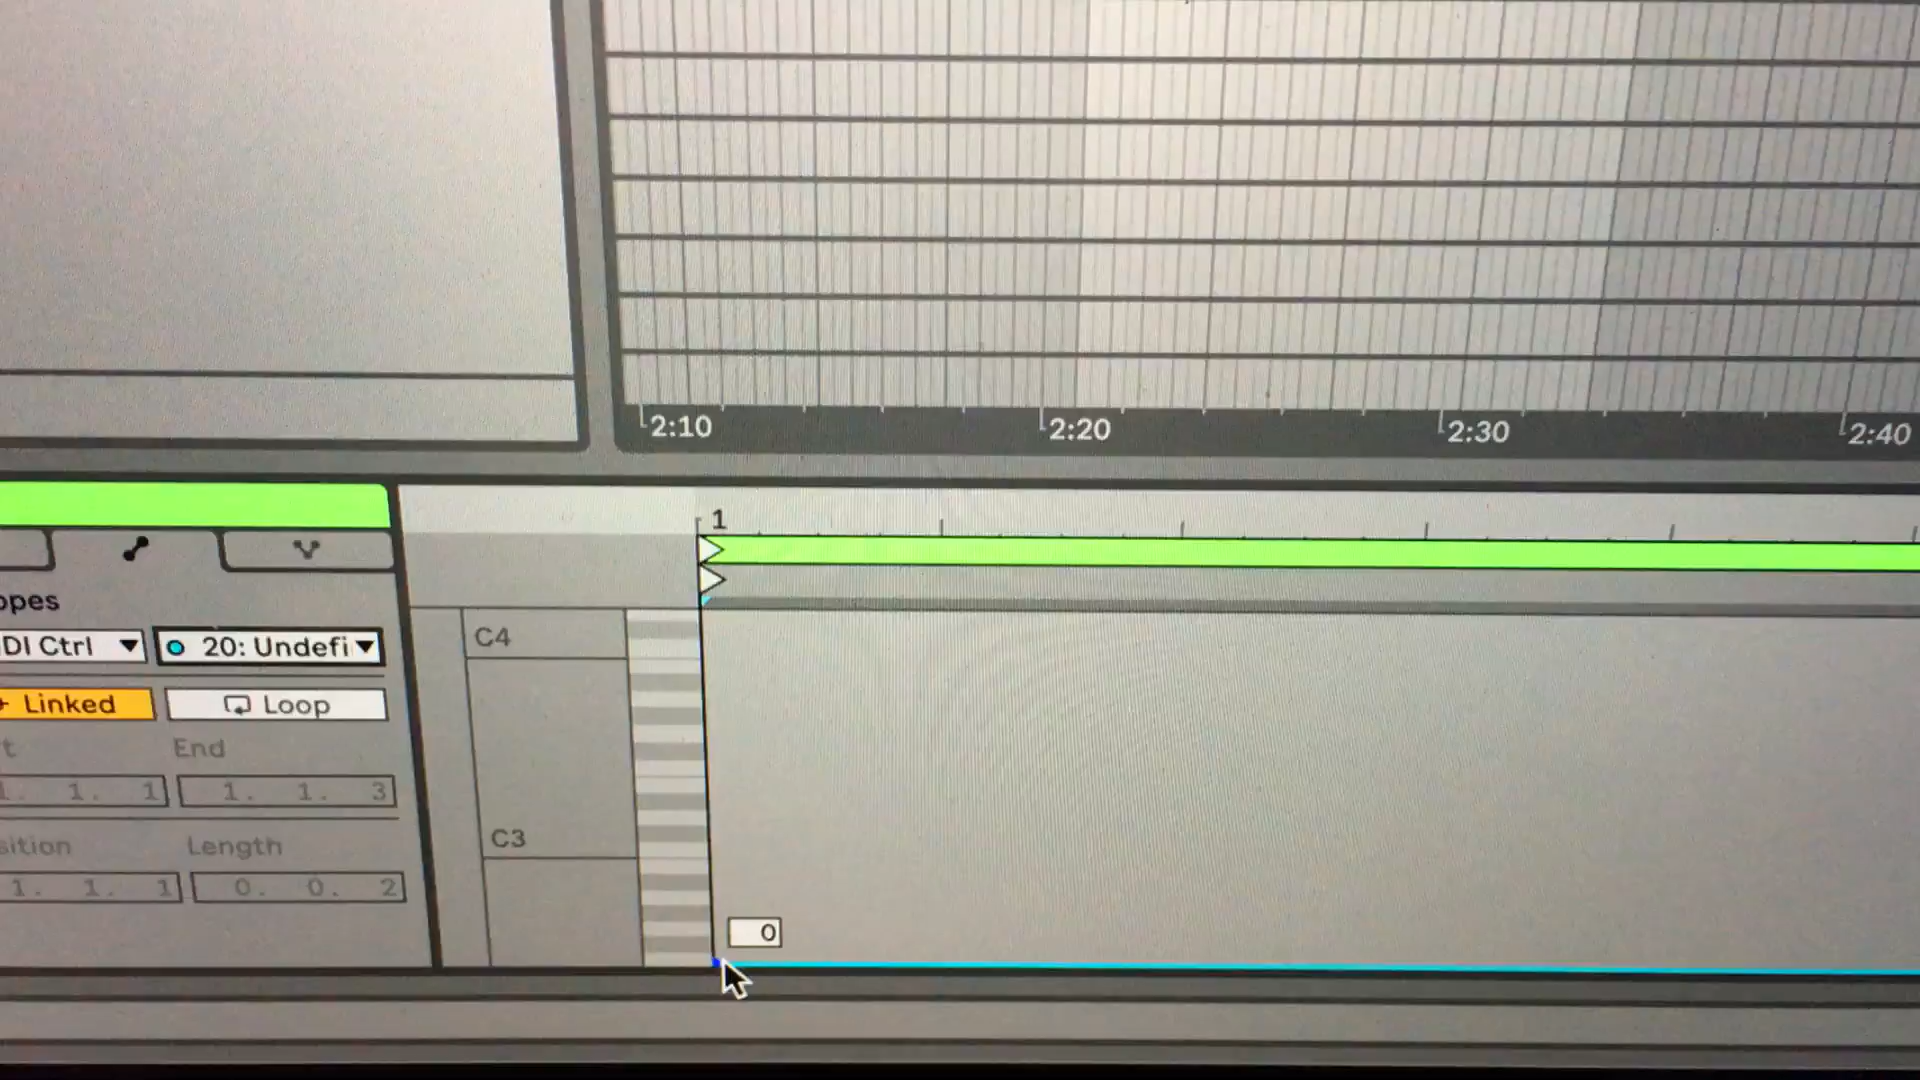 2:10 2:20 2:30 2:40
1
opes
DI Ctrl 20: Undefi
C4
Linked Loop
t End
1. 1. 1 1. 1. 3
C3
sition Length
1. 1. 1 0. 0. 2
0